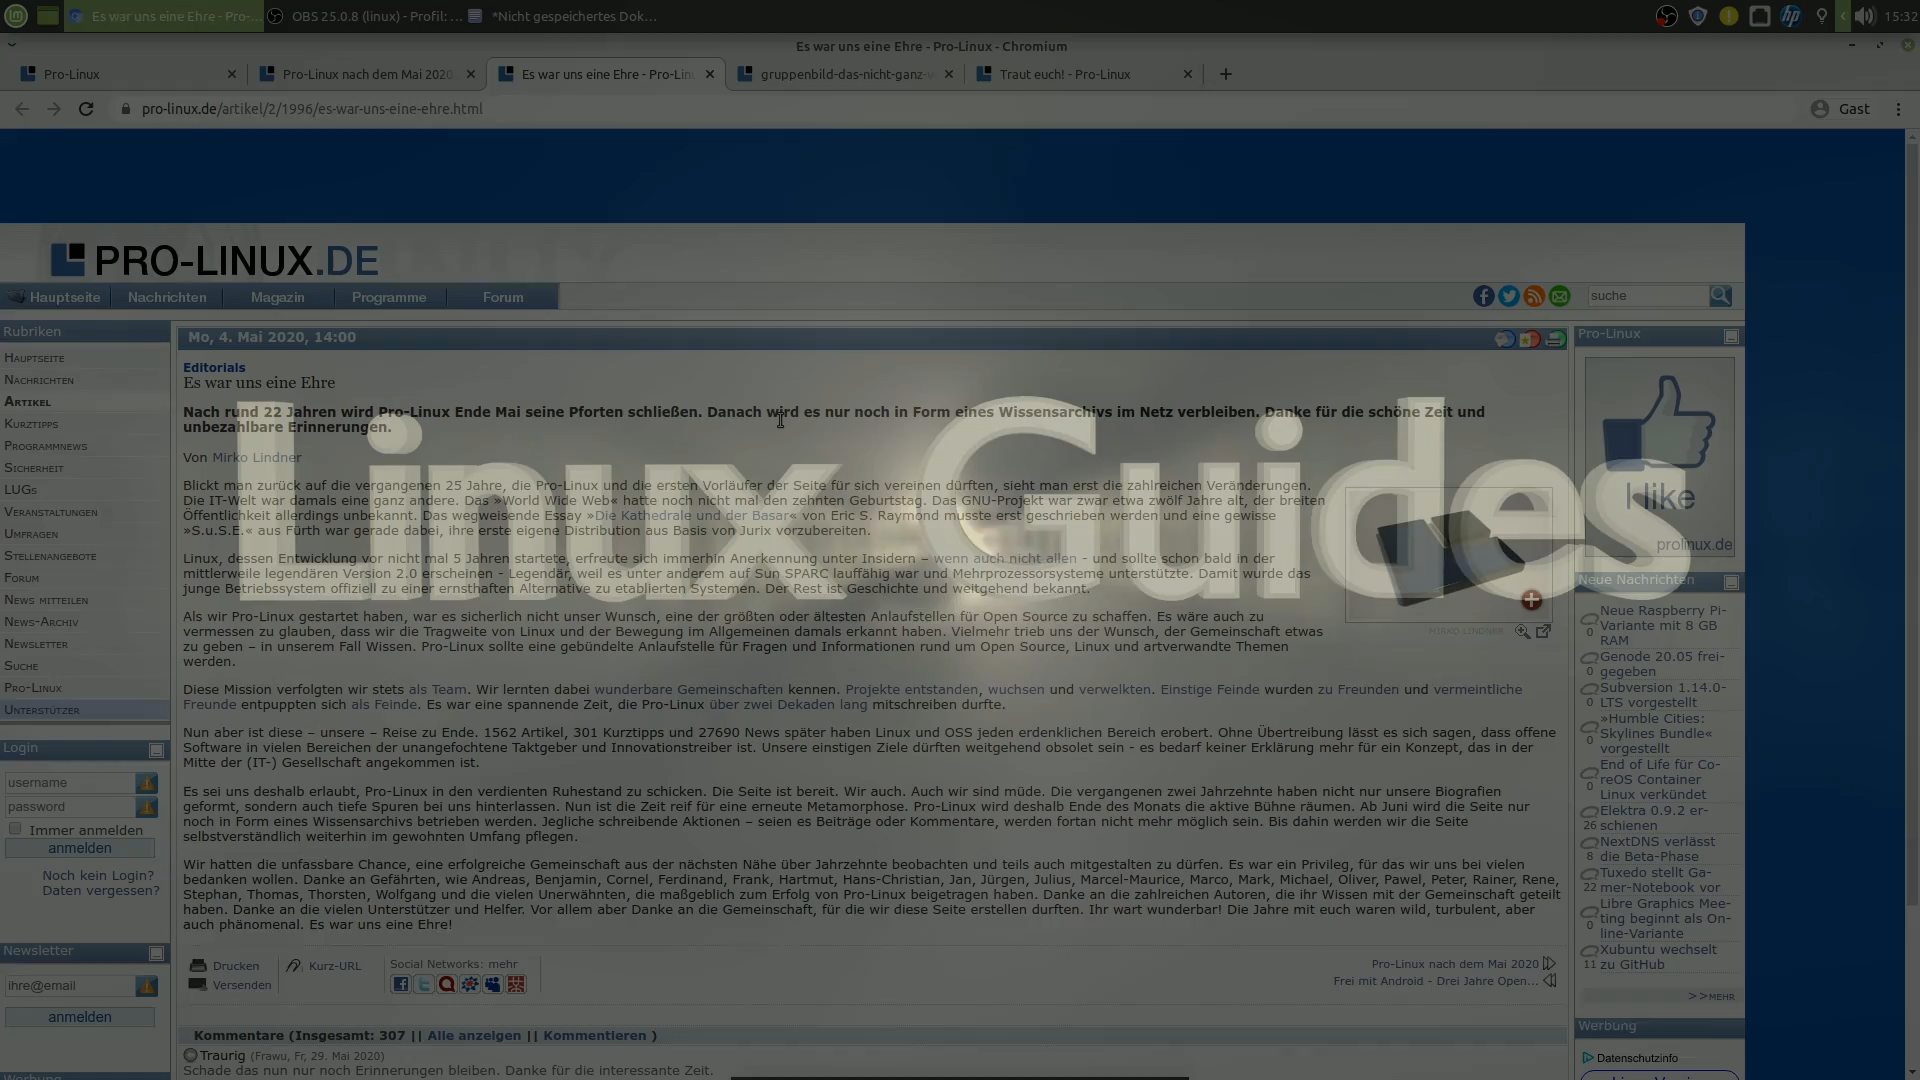 Es war uns eine Ehre - Pro-...
OBS 25.0.8 (linux) - Profil: ...
*Nicht gespeichertes Dok...
15:32
Es war uns eine Ehre - Pro-Linux - Chromium
Pro-Linux
Pro-Linux nach dem Mai 2020
Es war uns eine Ehre - Pro-Lin
gruppenbild-das-nicht-ganz-v
Traut euch! - Pro-Linux
pro-linux.de/artikel/2/1996/es-war-uns-eine-ehre.html
Gast
PRO-LINUX.DE
Hauptseite
Nachrichten
Magazin
Programme
Forum
suche
Rubriken
Hauptseite
Nachrichten
Artikel
Kurztipps
Programmnews
Sicherheit
LUGs
Veranstaltungen
Umfragen
Stellenangebote
Forum
News mitteilen
News-Archiv
Newsletter
Suche
Pro-Linux
Unterstützer
Login
username
password
Immer anmelden
anmelden
Noch kein Login?
Daten vergessen?
Newsletter
ihre@email
anmelden
Werbung
Mo, 4. Mai 2020, 14:00
Editorials
Es war uns eine Ehre
Nach rund 22 Jahren wird Pro-Linux Ende Mai seine Pforten schließen. Danach wird es nur noch in Form eines Wissensarchivs im Netz verbleiben. Danke für die schöne Zeit und
unbezahlbare Erinnerungen.
Von Mirko Lindner
Linux Guides
Blickt man zurück auf die vergangenen 25 Jahre, die Pro-Linux und die ersten Vorläufer der Seite für sich vereinen dürften, sieht man erst die zahlreichen Veränderungen.
Die IT-Welt war damals eine ganz andere. Das »World Wide Web« hatte noch nicht mal den zehnten Geburtstag. Das GNU-Projekt war zwar etwa zwölf Jahre alt, der breiten
Öffentlichkeit allerdings unbekannt. Das wegweisende Essay »Die Kathedrale und der Basar« von Eric S. Raymond musste erst geschrieben werden und eine gewisse
»S.u.S.E.« aus Fürth war gerade dabei, ihre erste eigene Distribution aus Basis von Jurix vorzubereiten.
Linux, dessen Entwicklung vor nicht mal 5 Jahren startete, erfreute sich immerhin Anerkennung unter Insidern – wenn auch nicht allen - und sollte schon bald in der
mittlerweile legendären Version 2.0 erscheinen - Legendär, weil es unter anderem auf Sun SPARC lauffähig war und Mehrprozessorsysteme unterstützte. Damit wurde das
junge Betriebssystem offiziell zu einer ernsthaften Alternative zu etablierten Systemen. Der Rest ist Geschichte und weitgehend bekannt.
Als wir Pro-Linux gestartet haben, war es sicherlich nicht unser Wunsch, eine der größten oder ältesten Anlaufstellen für Open Source zu schaffen. Es wäre auch zu
vermessen zu glauben, dass wir die Tragweite von Linux und der Bewegung im Allgemeinen damals erkannt haben. Vielmehr trieb uns der Wunsch, der Gemeinschaft etwas
zu geben – in unserem Fall Wissen. Pro-Linux sollte eine gebündelte Anlaufstelle für Fragen und Informationen rund um Open Source, Linux und artverwandte Themen
werden.
MIRKO LINDNER
Diese Mission verfolgten wir stets als Team. Wir lernten dabei wunderbare Gemeinschaften kennen. Projekte entstanden, wuchsen und verwelkten. Einstige Feinde wurden zu Freunden und vermeintliche
Freunde entpuppten sich als Feinde. Es war eine spannende Zeit, die Pro-Linux über zwei Dekaden lang mitschreiben durfte.
Nun aber ist diese – unsere – Reise zu Ende. 1562 Artikel, 301 Kurztipps und 27690 News später haben Linux und OSS jeden erdenklichen Bereich erobert. Ohne Übertreibung lässt es sich sagen, dass offene
Software in vielen Bereichen der unangefochtene Taktgeber und Innovationstreiber ist. Unsere einstigen Ziele dürften weitgehend obsolet sein - es bedarf keiner Erklärung mehr für ein Konzept, das in der
Mitte der (IT-) Gesellschaft angekommen ist.
Es sei uns deshalb erlaubt, Pro-Linux in den verdienten Ruhestand zu schicken. Die Seite ist bereit. Wir auch. Auch wir sind müde. Die vergangenen zwei Jahrzehnte haben nicht nur unsere Biografien
geformt, sondern auch tiefe Spuren bei uns hinterlassen. Nun ist die Zeit reif für eine erneute Metamorphose. Pro-Linux wird deshalb Ende des Monats die aktive Bühne räumen. Ab Juni wird die Seite nur
noch in Form eines Wissensarchivs betrieben werden. Jegliche schreibende Aktionen – seien es Beiträge oder Kommentare, werden fortan nicht mehr möglich sein. Bis dahin werden wir die Seite
selbstverständlich weiterhin im gewohnten Umfang pflegen.
Wir hatten die unfassbare Chance, eine erfolgreiche Gemeinschaft aus der nächsten Nähe über Jahrzehnte beobachten und teils auch mitgestalten zu dürfen. Es war ein Privileg, für das wir uns bei vielen
bedanken wollen. Danke an Gefährten, wie Andreas, Benjamin, Cornel, Ferdinand, Frank, Hartmut, Hans-Christian, Jan, Jürgen, Julius, Marcel-Maurice, Marco, Mark, Michael, Oliver, Pawel, Peter, Rainer, Rene,
Stephan, Thomas, Thorsten, Wolfgang und die vielen Unerwähnten, die maßgeblich zum Erfolg von Pro-Linux beigetragen haben. Danke an die zahlreichen Autoren, die ihr Wissen mit der Gemeinschaft geteilt
haben. Danke an die vielen Unterstützer und Helfer. Vor allem aber Danke an die Gemeinschaft, für die wir diese Seite erstellen durften. Ihr wart wunderbar! Die Jahre mit euch waren wild, turbulent, aber
auch phänomenal. Es war uns eine Ehre!
Drucken
Versenden
Kurz-URL
Social Networks: mehr
Pro-Linux nach dem Mai 2020
Frei mit Android - Drei Jahre Open...
Kommentare (Insgesamt: 307 || Alle anzeigen || Kommentieren )
Traurig (Frawu, Fr, 29. Mai 2020)
Schade das nun nur noch Erinnerungen bleiben. Danke für die interessante Zeit.
Pro-Linux
I like
prolinux.de
Neue Nachrichten
0
Neue Raspberry Pi-
Variante mit 8 GB
RAM
0
Genode 20.05 frei-
gegeben
0
Subversion 1.14.0-
LTS vorgestellt
0
»Humble Cities:
Skylines Bundle«
vorgestellt
0
End of Life für Co-
reOS Container
Linux verkündet
26
Elektra 0.9.2 er-
schienen
8
NextDNS verlässt
die Beta-Phase
22
Tuxedo stellt Ga-
mer-Notebook vor
0
Libre Graphics Mee-
ting beginnt als On-
line-Variante
11
Xubuntu wechselt
zu GitHub
>>MEHR
Werbung
Datenschutzinfo